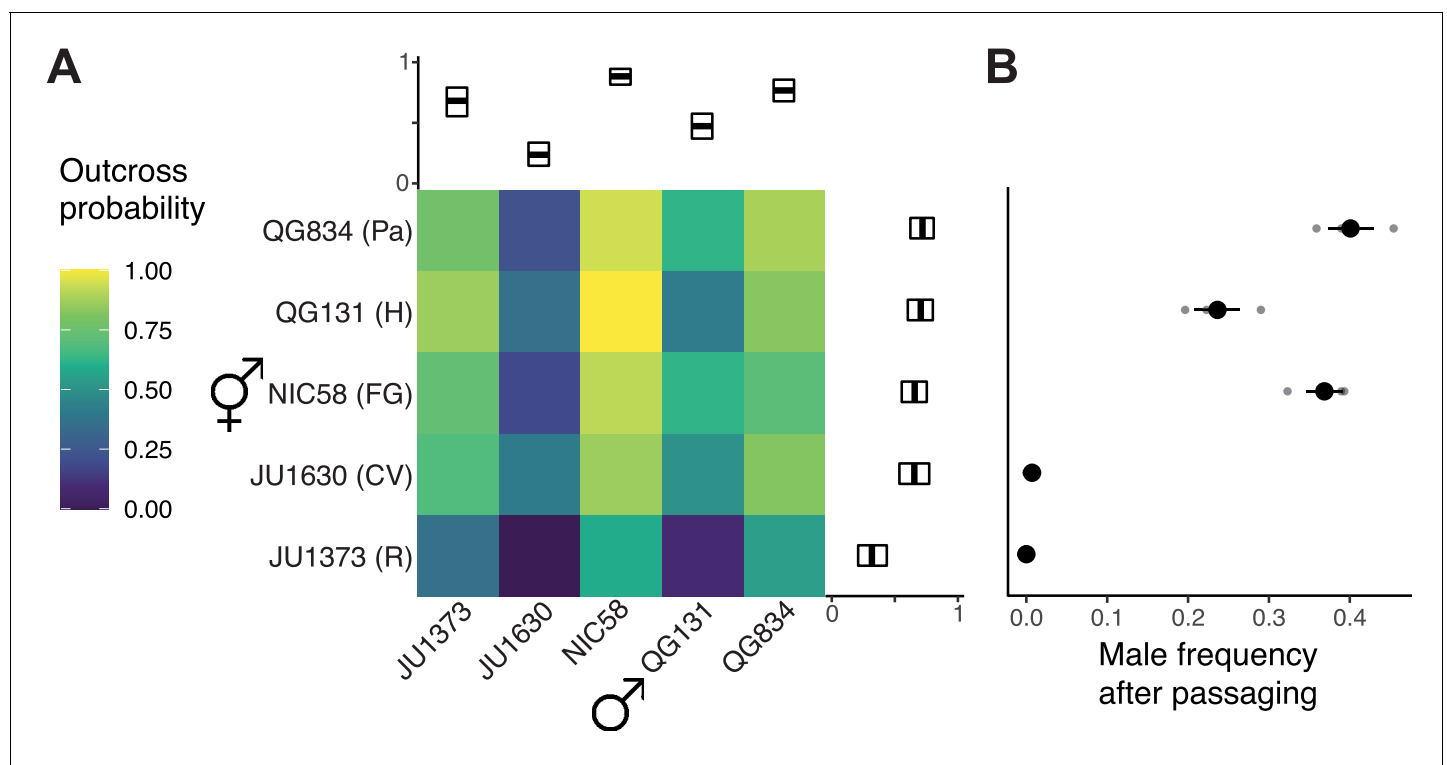 A
B
1
0
Outcross
probability
1.00
0.75
0.50
0.25
0.00
QG834 (Pa)
QG131 (H)
NIC58 (FG)
JU1630 (CV)
JU1373 (R)
JU1373
JU1630
NIC58
QG131
QG834
0
1
0.0
0.1
0.2
0.3
0.4
Male frequency
after passaging